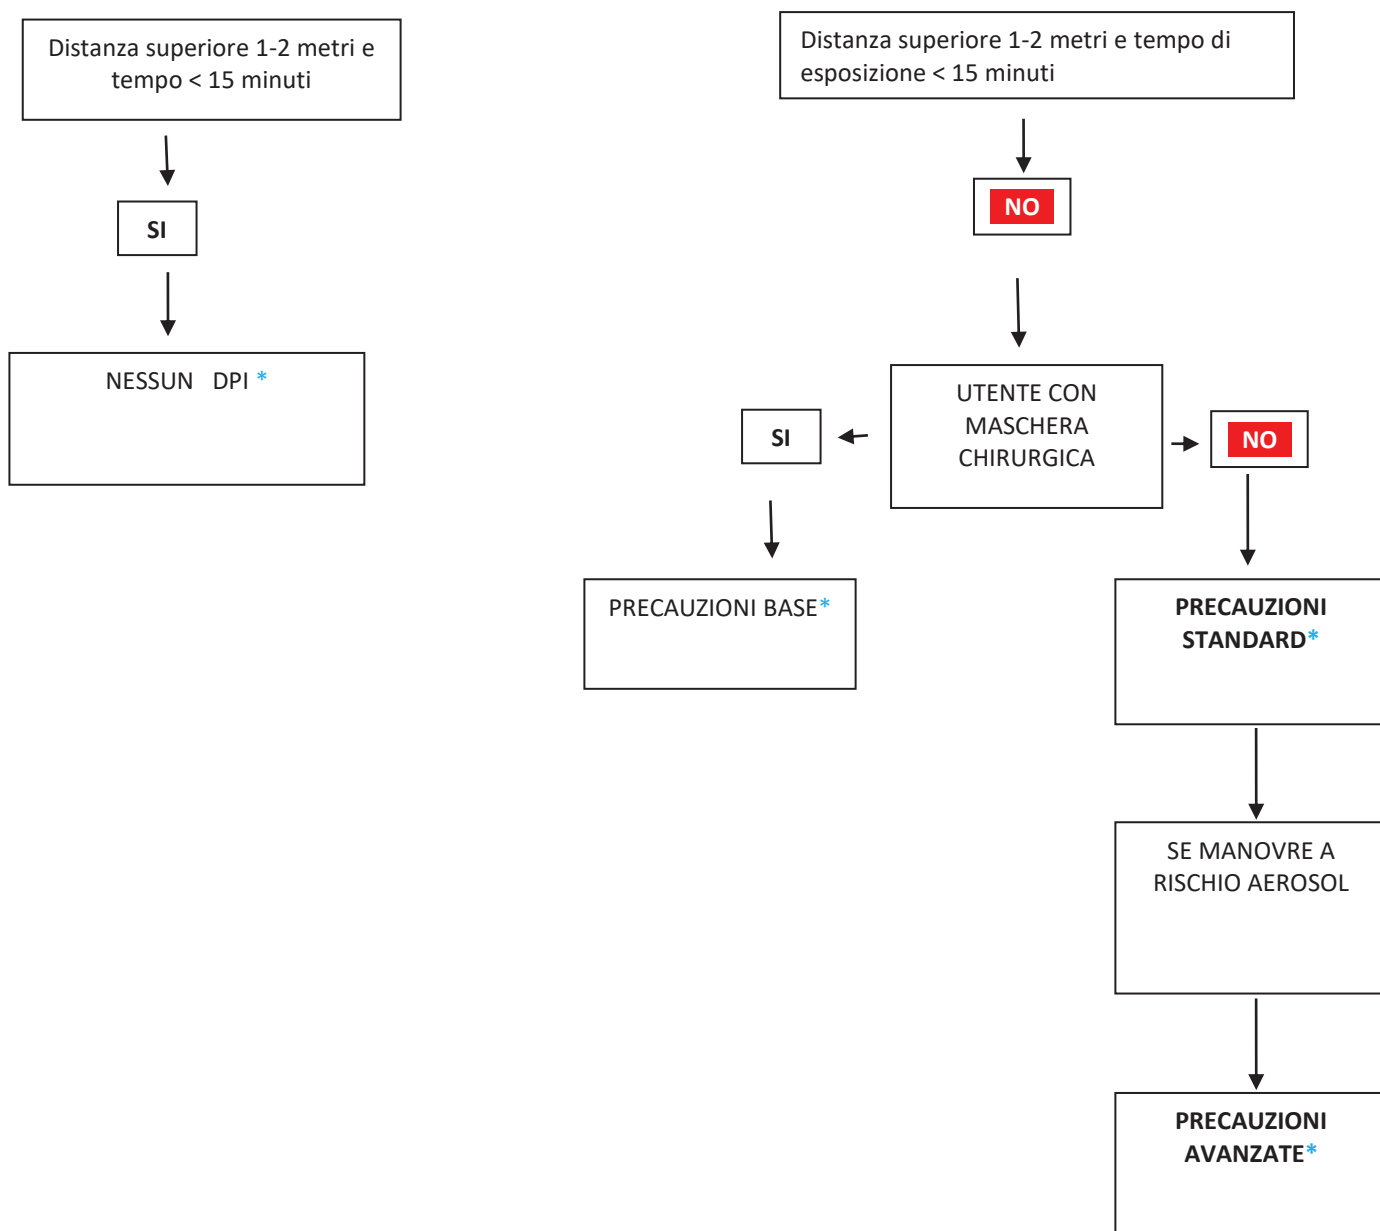 Distanza superiore 1-2 metri e
tempo < 15 minuti
SI
NESSUN DPI *
Distanza superiore 1-2 metri e tempo di
esposizione < 15 minuti
NO
UTENTE CON
MASCHERA
CHIRURGICA
SI
NO
PRECAUZIONI BASE*
PRECAUZIONI
STANDARD*
SE MANOVRE A
RISCHIO AEROSOL
PRECAUZIONI
AVANZATE*